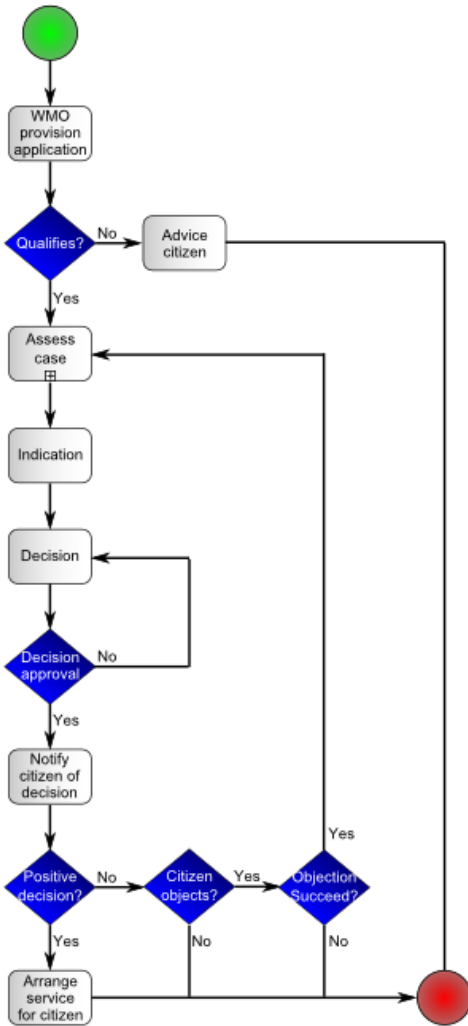 WMO
provision
application
Qualifies?
No
Advice
citizen
Yes
Assess
case
Indication
Decision
Decision
approval
No
Yes
Notify
citizen of
decision
Positive
decision?
No
Citizen
objects?
Yes
Objection
Succeed?
Yes
Yes
No
No
Arrange
service
for citizen